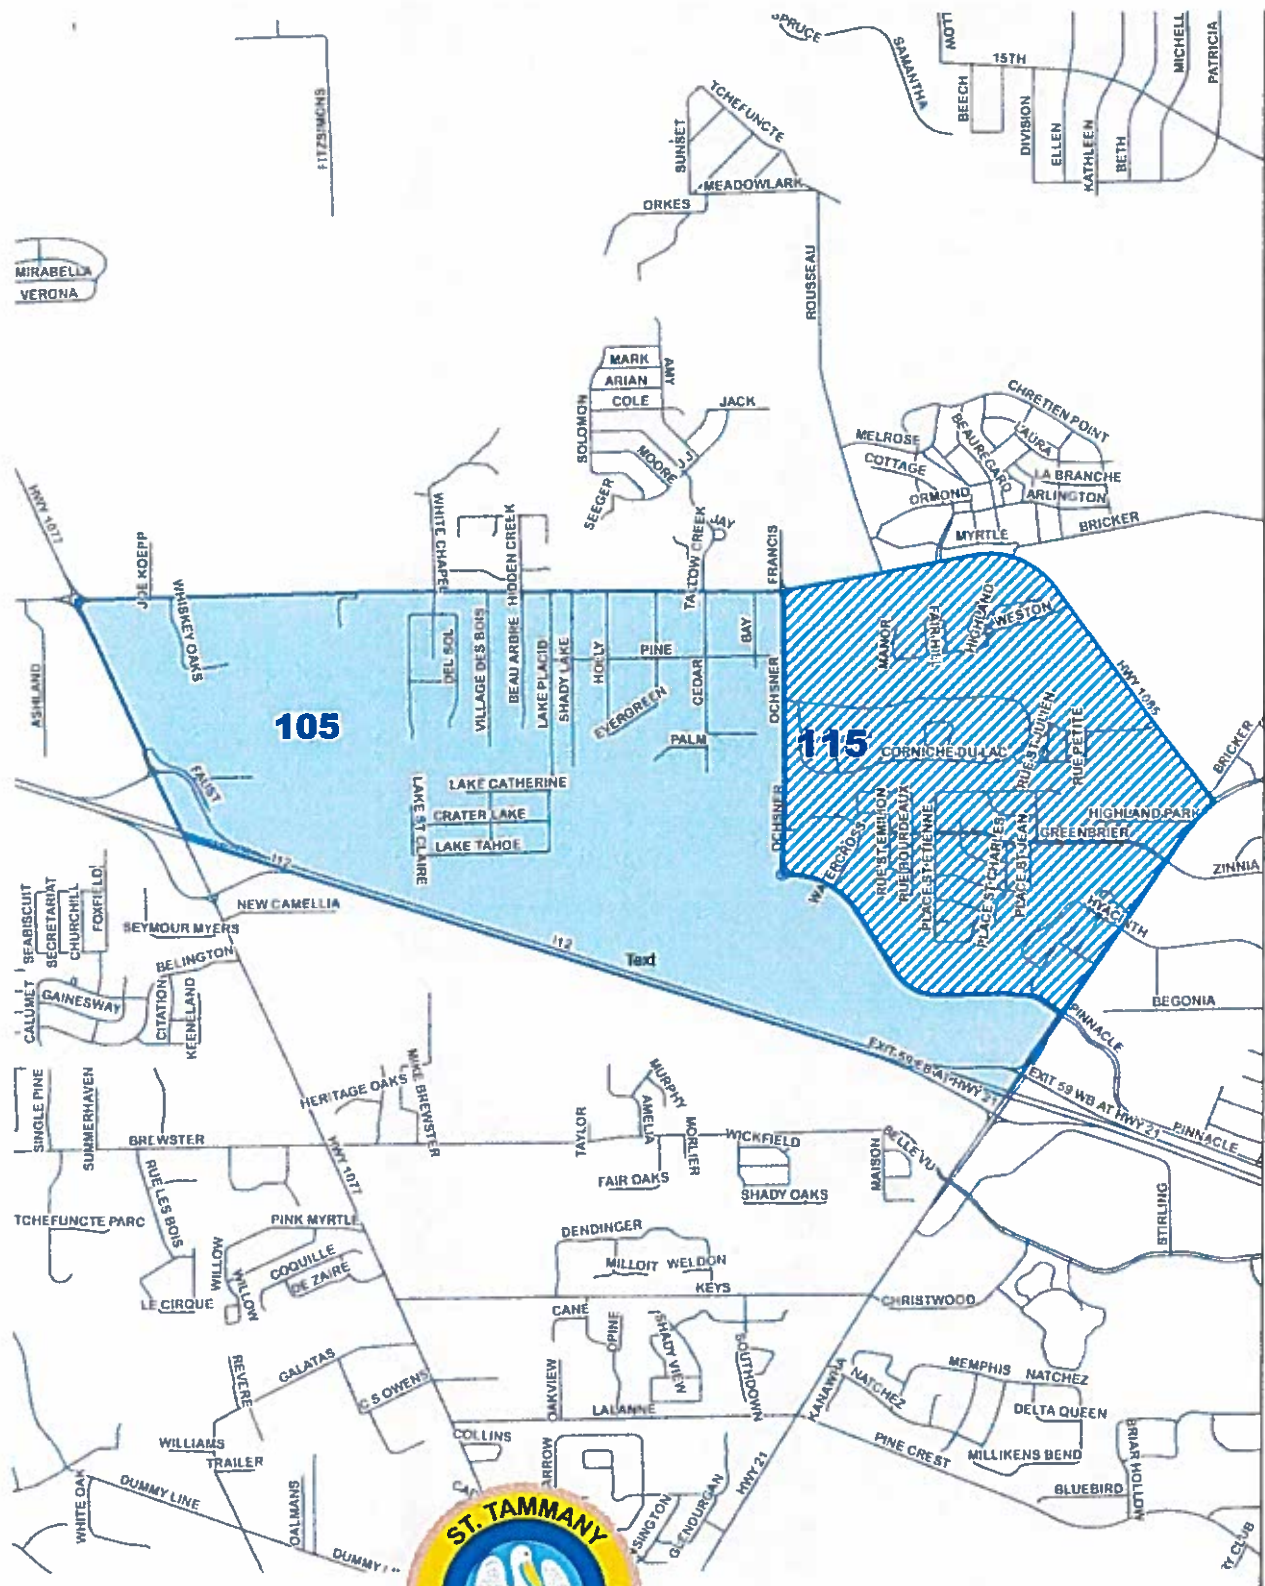 SPRUCE
SAMANTHA
LLOW
15TH
BEECH
DIVISION
ELLEN
KATHLEEN
BETH
MICHELL
PATRICIA
FITZSIMONS
TCHEFUNCTE
SUNSET
MEADOWLARK
ORKES
ROUSSEAU
MIRABELLA
VERONA
MARK
ARIAN
COLE
AMY
JACK
SOLOMON
MOORE
JJ
SEEGER
CHRETIEN POINT
MELROSE
BEAUREGARD
LAURA
COTTAGE
LA BRANCHE
ORMOND
ARLINGTON
MYRTLE
BRICKER
HWY 1077
JOE KOEPP
WHITE CHAPEL
HIDDEN CREEK
TALLOW CREEK
JAY
FRANCIS
WHISKEY OAKS
ASHLAND
DEL SOL
VILLAGE DES BOIS
BEAU ARBRE
LAKE PLACID
SHADY LAKE
HOLLY
PINE
EVERGREEN
CEDAR
BAY
PALM
OCHSNER
MANOR
FAIR HILL
HIGHLAND
WESTON
HWY 1085
105
115
CORNICHE DU LAC
RUE ST JULIEN
RUE PETITE
BRICKER
FAUST
LAKE ST CLAIRE
LAKE CATHERINE
CRATER LAKE
LAKE TAHOE
OCHSNER
WATERCROSS
RUE ST EMILION
RUE BOURDEAUX
PLACE ST ETIENNE
PLACE ST CHARLES
PLACE ST JEAN
HIGHLAND PARK
GREENBRIER
ZINNIA
I12
SEABISCUIT
SECRETARIAT
CHURCHILL
FOXFIELD
NEW CAMELLIA
SEYMOUR MYERS
BELINGTON
I12
Text
HYACINTH
CALUMET
GAINESWAY
CITATION
KEENELAND
BEGONIA
PINNACLE
EXIT 59 EB AT HWY 21
EXIT 59 WB AT HWY 21
PINNACLE
SINGLE PINE
SUMMERHAVEN
HERITAGE OAKS
MIKE BREWSTER
MURPHY
AMELIA
TAYLOR
MORLIER
BREWSTER
HWY 1077
WICKFIELD
MAISON
BELLE VU
RUE LES BOIS
FAIR OAKS
SHADY OAKS
STIRLING
TCHEFUNCTE PARC
PINK MYRTLE
DENDINGER
WILLOW
COQUILLE
MILLOIT
WELDON
WILLOW
DE ZAIRE
KEYS
LE CIRQUE
CANE
CHRISTWOOD
OPINE
SHADY VIEW
SOUTHDOWN
REVERE
GALATAS
C S OWENS
OAKVIEW
KANAWHA
NATCHEZ
MEMPHIS
NATCHEZ
LALANNE
DELTA QUEEN
COLLINS
WILLIAMS
TRAILER
ARROW
HWY 21
PINE CREST
MILLIKENS BEND
BRIAR HOLLOW
WHITE OAK
DUMMY LINE
DALMANS
SINGTON
GLENDURGAN
BLUEBIRD
RY CLUB
ST. TAMMANY